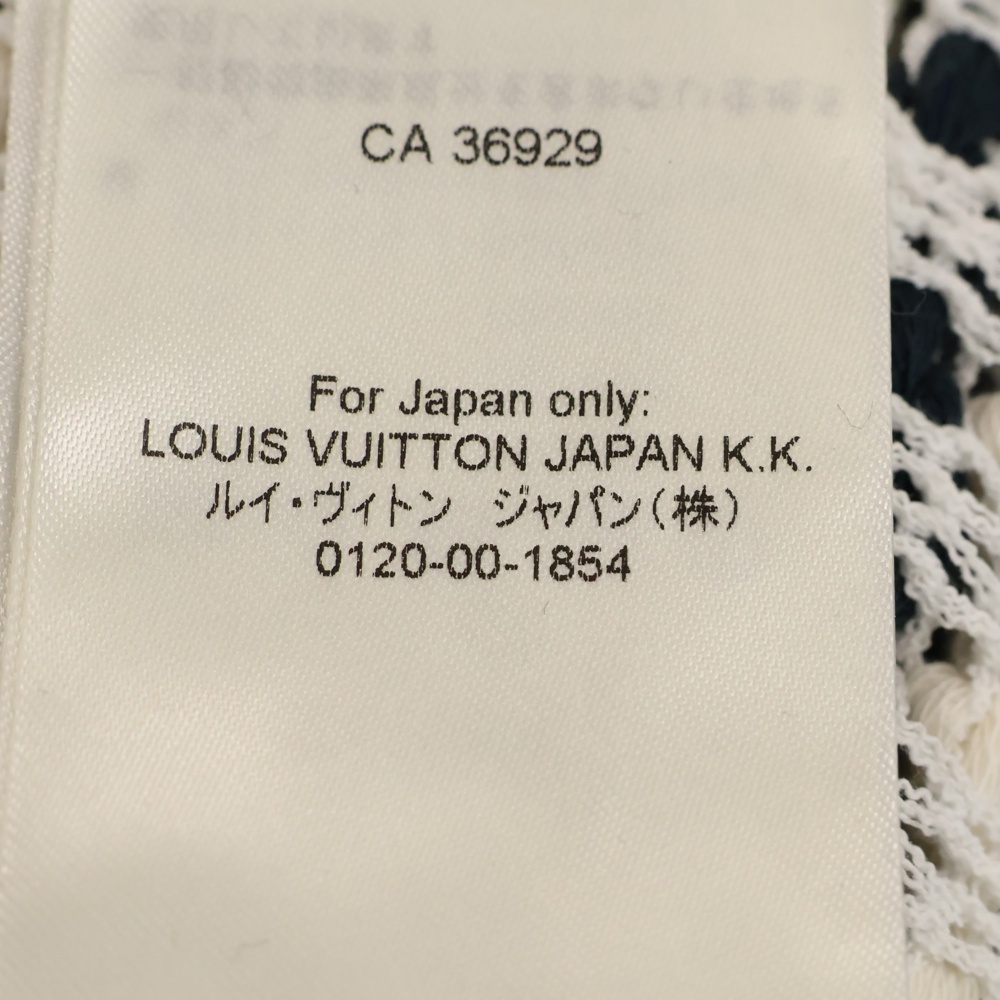 CA 36929
For Japan only:
LOUIS VUITTON JAPAN K.K.
ルイ・ヴィトン　ジャパン（株）
0120-00-1854